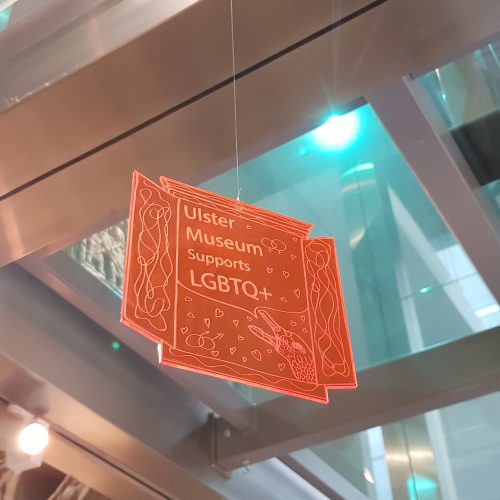 Ulster
Museum
Supports
LGBTQ+